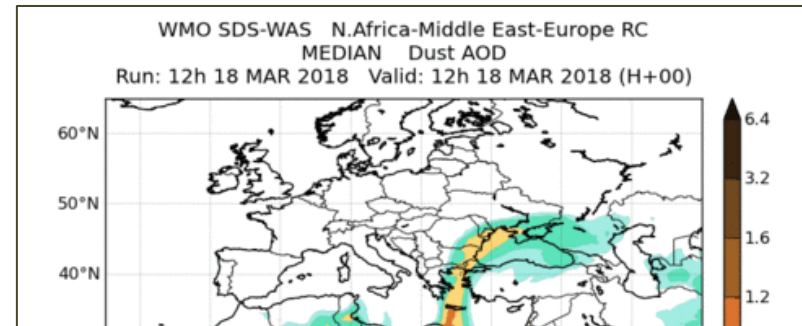 WMO SDS-WAS N.Africa-Middle East-Europe RC
MEDIAN Dust AOD
Run: 12h 18 MAR 2018 Valid: 12h 18 MAR 2018 (H+00)
60°N
50°N
40°N
6.4
3.2
1.6
1.2